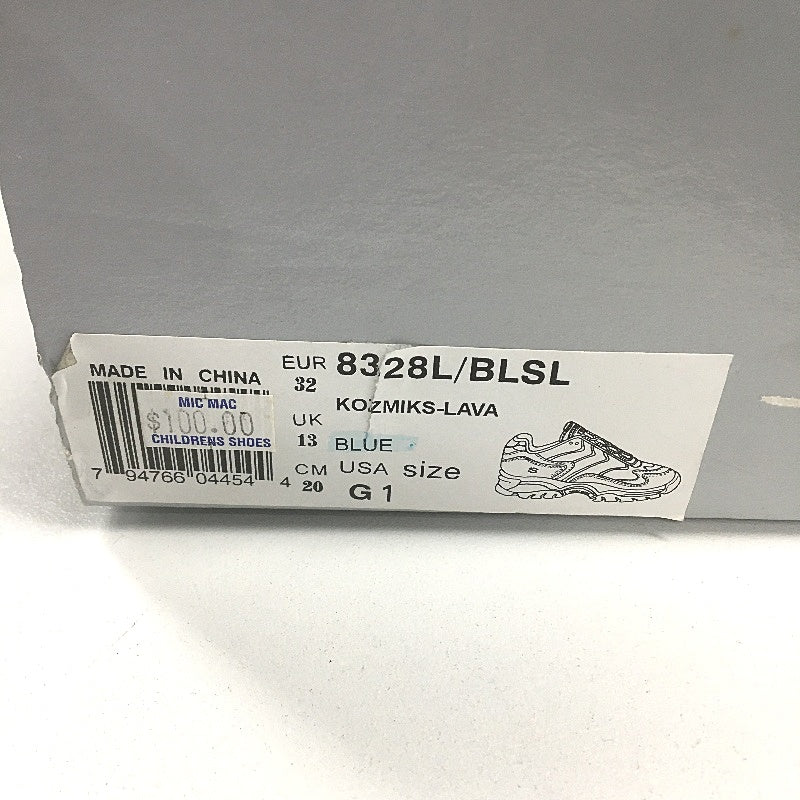 MADE IN CHINA
MIC MAC
$100.00
CHILDRENS SHOES
7 94766 04454 4
EUR
32
UK
13
CM
20
8328L/BLSL
KOZMIKS-LAVA
BLUE
USA size
G 1
S